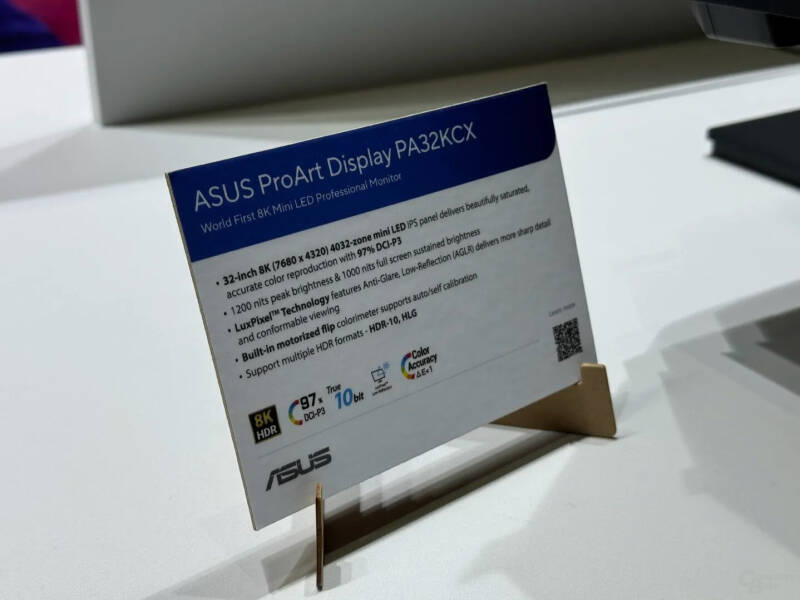 ASUS ProArt Display PA32KCX
World First 8K Mini LED Professional Monitor
• 32-inch 8K (7680 x 4320) 4032-zone mini LED IPS panel delivers beautifully saturated,
accurate color reproduction with 97% DCI-P3
• 1200 nits peak brightness & 1000 nits full screen sustained brightness
• LuxPixel™ Technology features Anti-Glare, Low-Reflection (AGLR) delivers more sharp detail
and conformable viewing
• Built-in motorized flip colorimeter supports auto/self calibration
• Support multiple HDR formats - HDR-10, HLG
Learn more
8K
HDR
97%
DCI-P3
True
10bit
Color
Accuracy
△E<1
ASUS